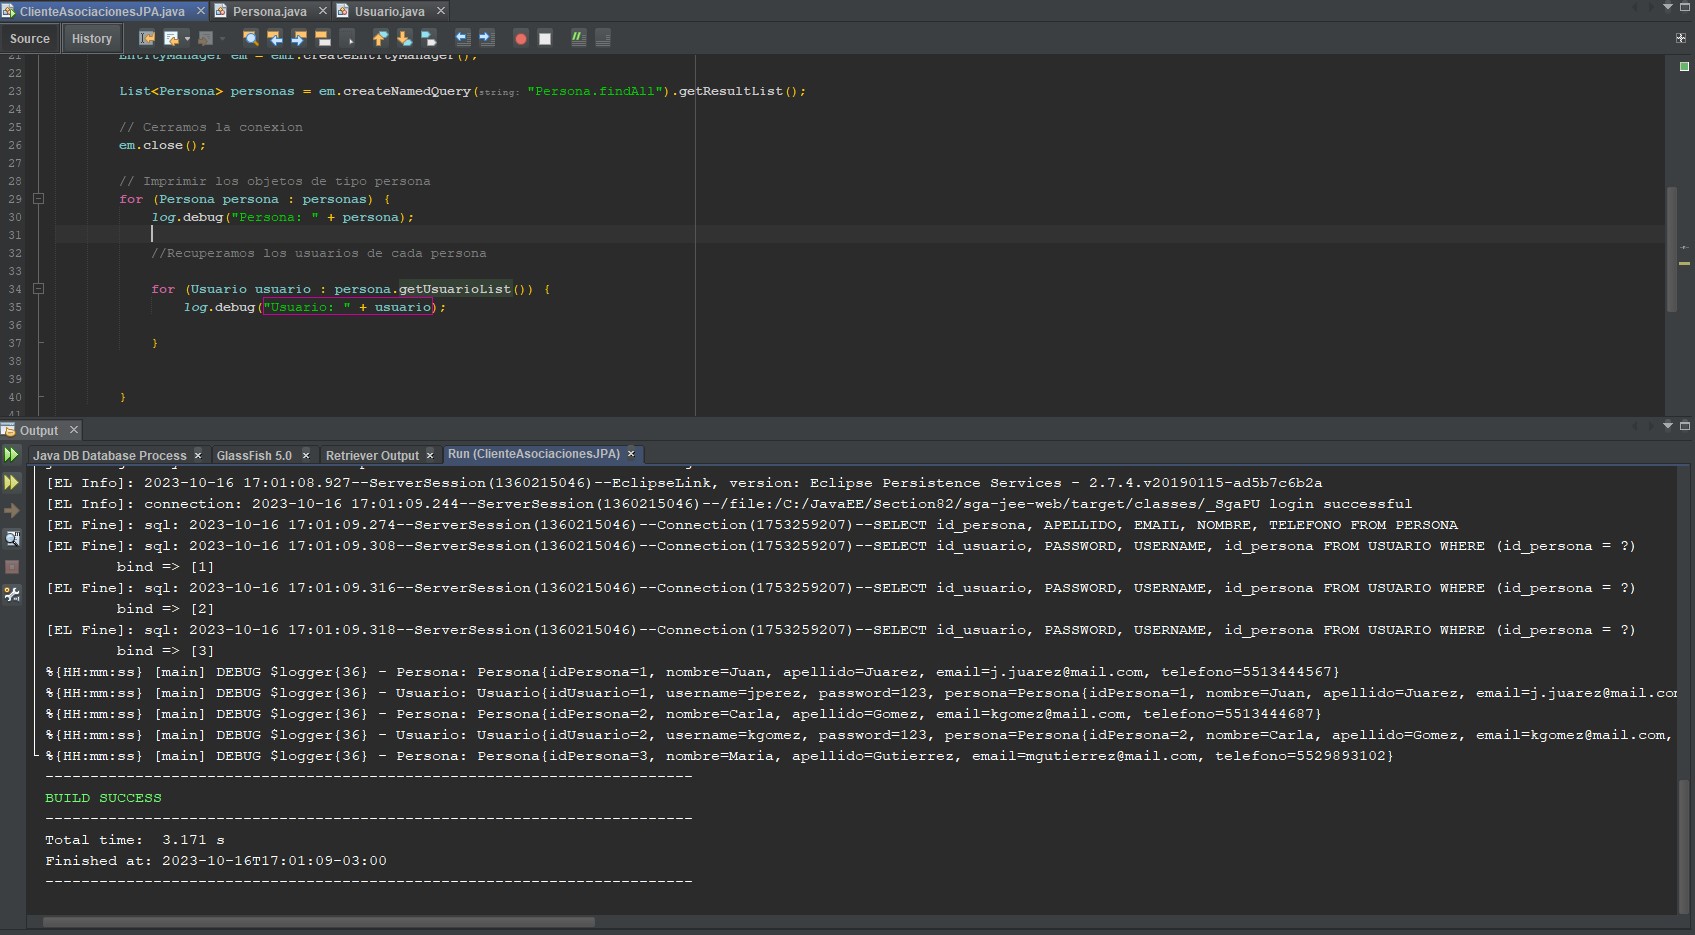 ClienteAsociacionesJPA.java Persona.java Usuario.java
Source History
21 EntityManager em = emf.createEntityManager();
22
23 List<Persona> personas = em.createNamedQuery(string: "Persona.findAll").getResultList();
24
25 // Cerramos la conexion
26 em.close();
27
28 // Imprimir los objetos de tipo persona
29 for (Persona persona : personas) {
30 log.debug("Persona: " + persona);
31
32 //Recuperamos los usuarios de cada persona
33
34 for (Usuario usuario : persona.getUsuarioList()) {
35 log.debug("Usuario: " + usuario);
36
37 }
38
39
40 }
41
Output
Java DB Database Process GlassFish 5.0 Retriever Output Run (ClienteAsociacionesJPA)
[EL Info]: 2023-10-16 17:01:08.927--ServerSession(1360215046)--EclipseLink, version: Eclipse Persistence Services - 2.7.4.v20190115-ad5b7c6b2a
[EL Info]: connection: 2023-10-16 17:01:09.244--ServerSession(1360215046)--/file:/C:/JavaEE/Section82/sga-jee-web/target/classes/_SgaPU login successful
[EL Fine]: sql: 2023-10-16 17:01:09.274--ServerSession(1360215046)--Connection(1753259207)--SELECT id_persona, APELLIDO, EMAIL, NOMBRE, TELEFONO FROM PERSONA
[EL Fine]: sql: 2023-10-16 17:01:09.308--ServerSession(1360215046)--Connection(1753259207)--SELECT id_usuario, PASSWORD, USERNAME, id_persona FROM USUARIO WHERE (id_persona = ?)
bind => [1]
[EL Fine]: sql: 2023-10-16 17:01:09.316--ServerSession(1360215046)--Connection(1753259207)--SELECT id_usuario, PASSWORD, USERNAME, id_persona FROM USUARIO WHERE (id_persona = ?)
bind => [2]
[EL Fine]: sql: 2023-10-16 17:01:09.318--ServerSession(1360215046)--Connection(1753259207)--SELECT id_usuario, PASSWORD, USERNAME, id_persona FROM USUARIO WHERE (id_persona = ?)
bind => [3]
%{HH:mm:ss} [main] DEBUG $logger{36} - Persona: Persona{idPersona=1, nombre=Juan, apellido=Juarez, email=j.juarez@mail.com, telefono=5513444567}
%{HH:mm:ss} [main] DEBUG $logger{36} - Usuario: Usuario{idUsuario=1, username=jperez, password=123, persona=Persona{idPersona=1, nombre=Juan, apellido=Juarez, email=j.juarez@mail.com
%{HH:mm:ss} [main] DEBUG $logger{36} - Persona: Persona{idPersona=2, nombre=Carla, apellido=Gomez, email=kgomez@mail.com, telefono=5513444687}
%{HH:mm:ss} [main] DEBUG $logger{36} - Usuario: Usuario{idUsuario=2, username=kgomez, password=123, persona=Persona{idPersona=2, nombre=Carla, apellido=Gomez, email=kgomez@mail.com,
%{HH:mm:ss} [main] DEBUG $logger{36} - Persona: Persona{idPersona=3, nombre=Maria, apellido=Gutierrez, email=mgutierrez@mail.com, telefono=5529893102}
------------------------------------------------------------------------
BUILD SUCCESS
------------------------------------------------------------------------
Total time:  3.171 s
Finished at: 2023-10-16T17:01:09-03:00
------------------------------------------------------------------------